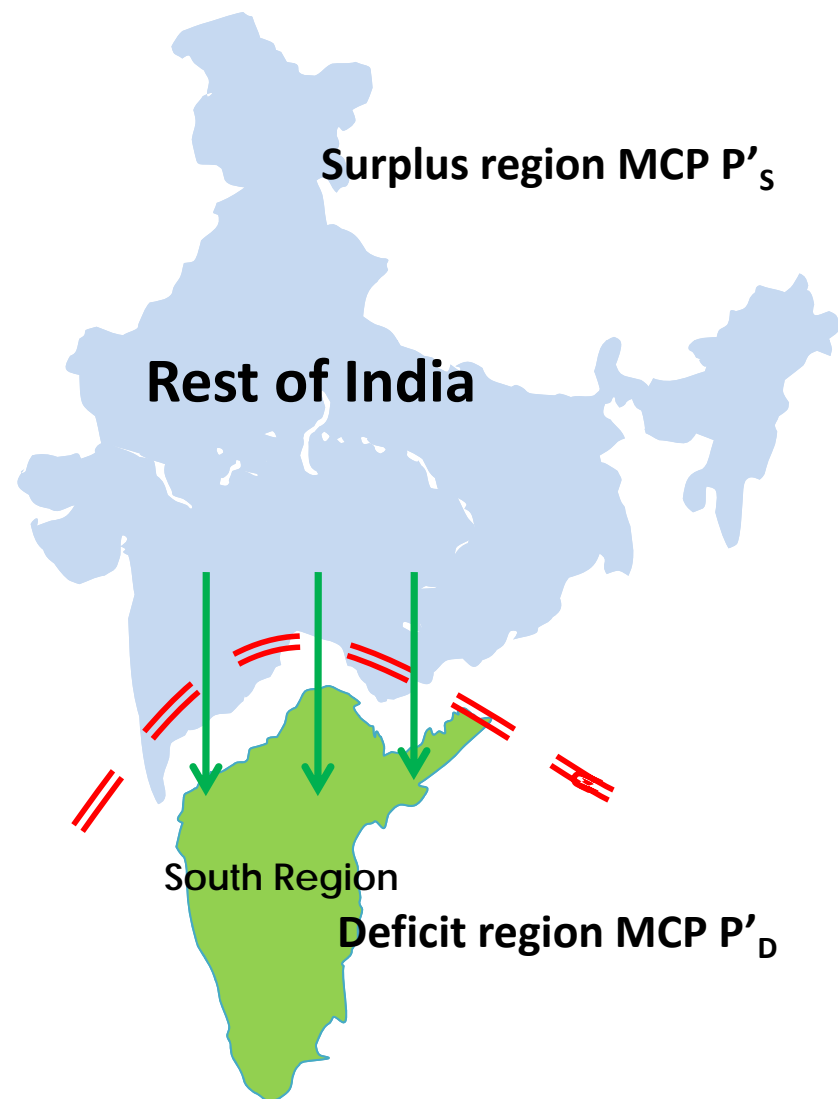 Surplus region MCP P’S
Rest of India
South Region
Deficit region MCP P’D